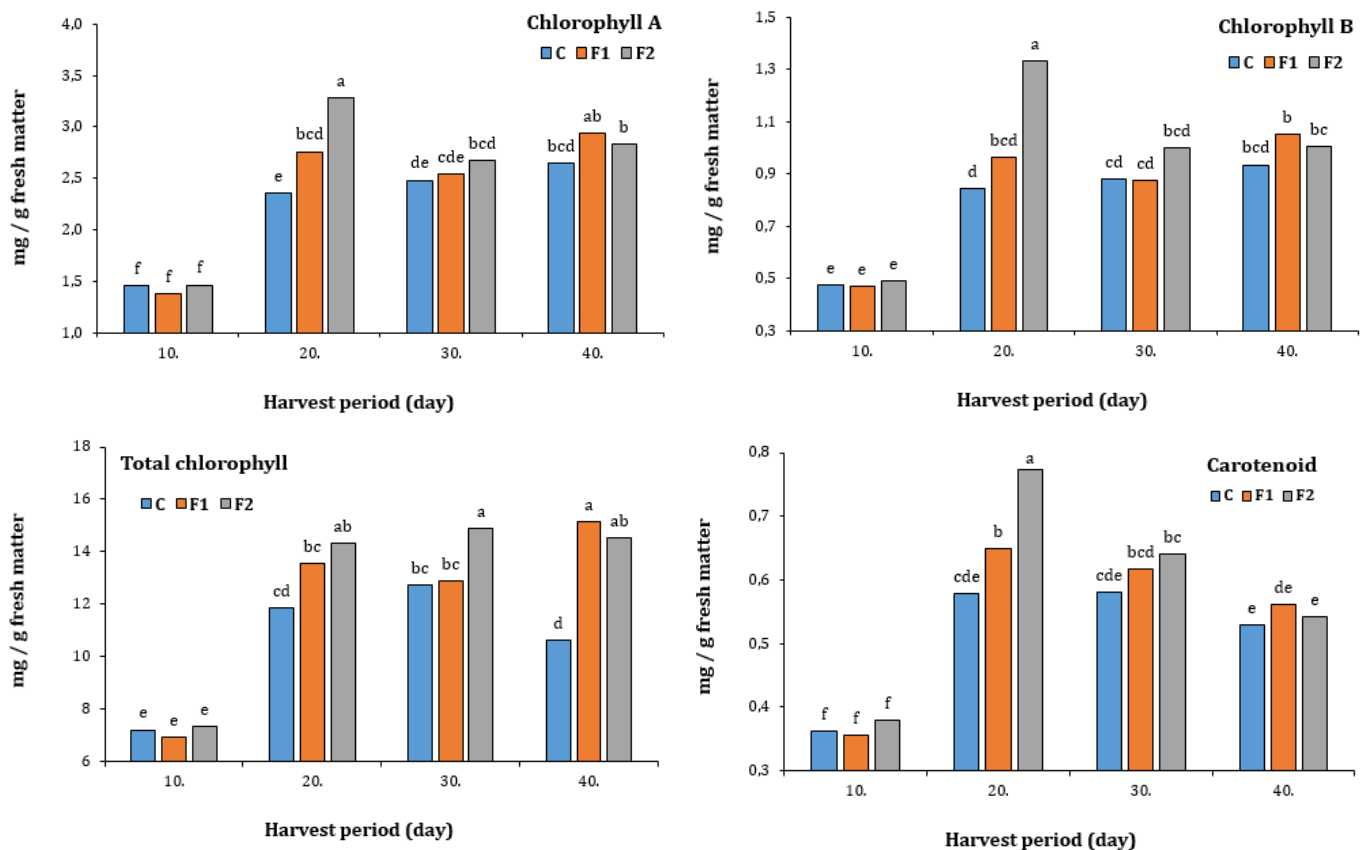 Chlorophyll A
C F1 F2
mg / g fresh matter
4,0
3,5
3,0
2,5
2,0
1,5
1,0
f f f
e bcd a
de cde bcd
bcd ab b
10. 20. 30. 40.
Harvest period (day)
Chlorophyll B
C F1 F2
mg / g fresh matter
1,5
1,3
1,1
0,9
0,7
0,5
0,3
e e e
d bcd a
cd cd bcd
bcd b bc
10. 20. 30. 40.
Harvest period (day)
Total chlorophyll
C F1 F2
mg / g fresh matter
18
16
14
12
10
8
6
e e e
cd bc ab
bc bc a
d a ab
10. 20. 30. 40.
Harvest period (day)
Carotenoid
C F1 F2
mg / g fresh matter
0,8
0,7
0,6
0,5
0,4
0,3
f f f
cde b a
cde bcd bc
e de e
10. 20. 30. 40.
Harvest period (day)